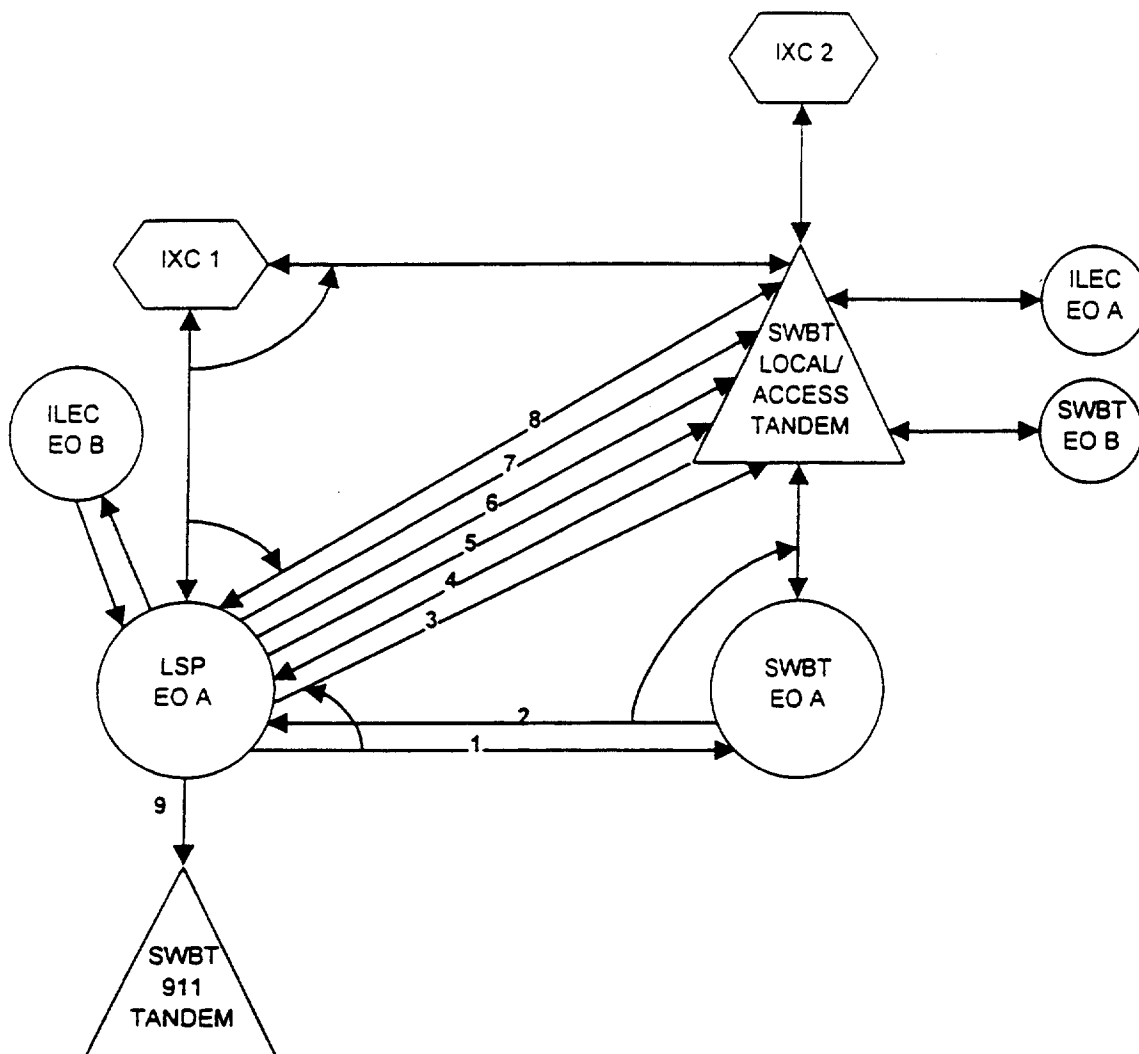 IXC 2
IXC 1
ILEC
EO A
SWBT
LOCAL/
ACCESS
TANDEM
ILEC
EO B
SWBT
EO B
8
7
6
5
4
3
LSP
EO A
SWBT
EO A
2
1
9
SWBT
911
TANDEM